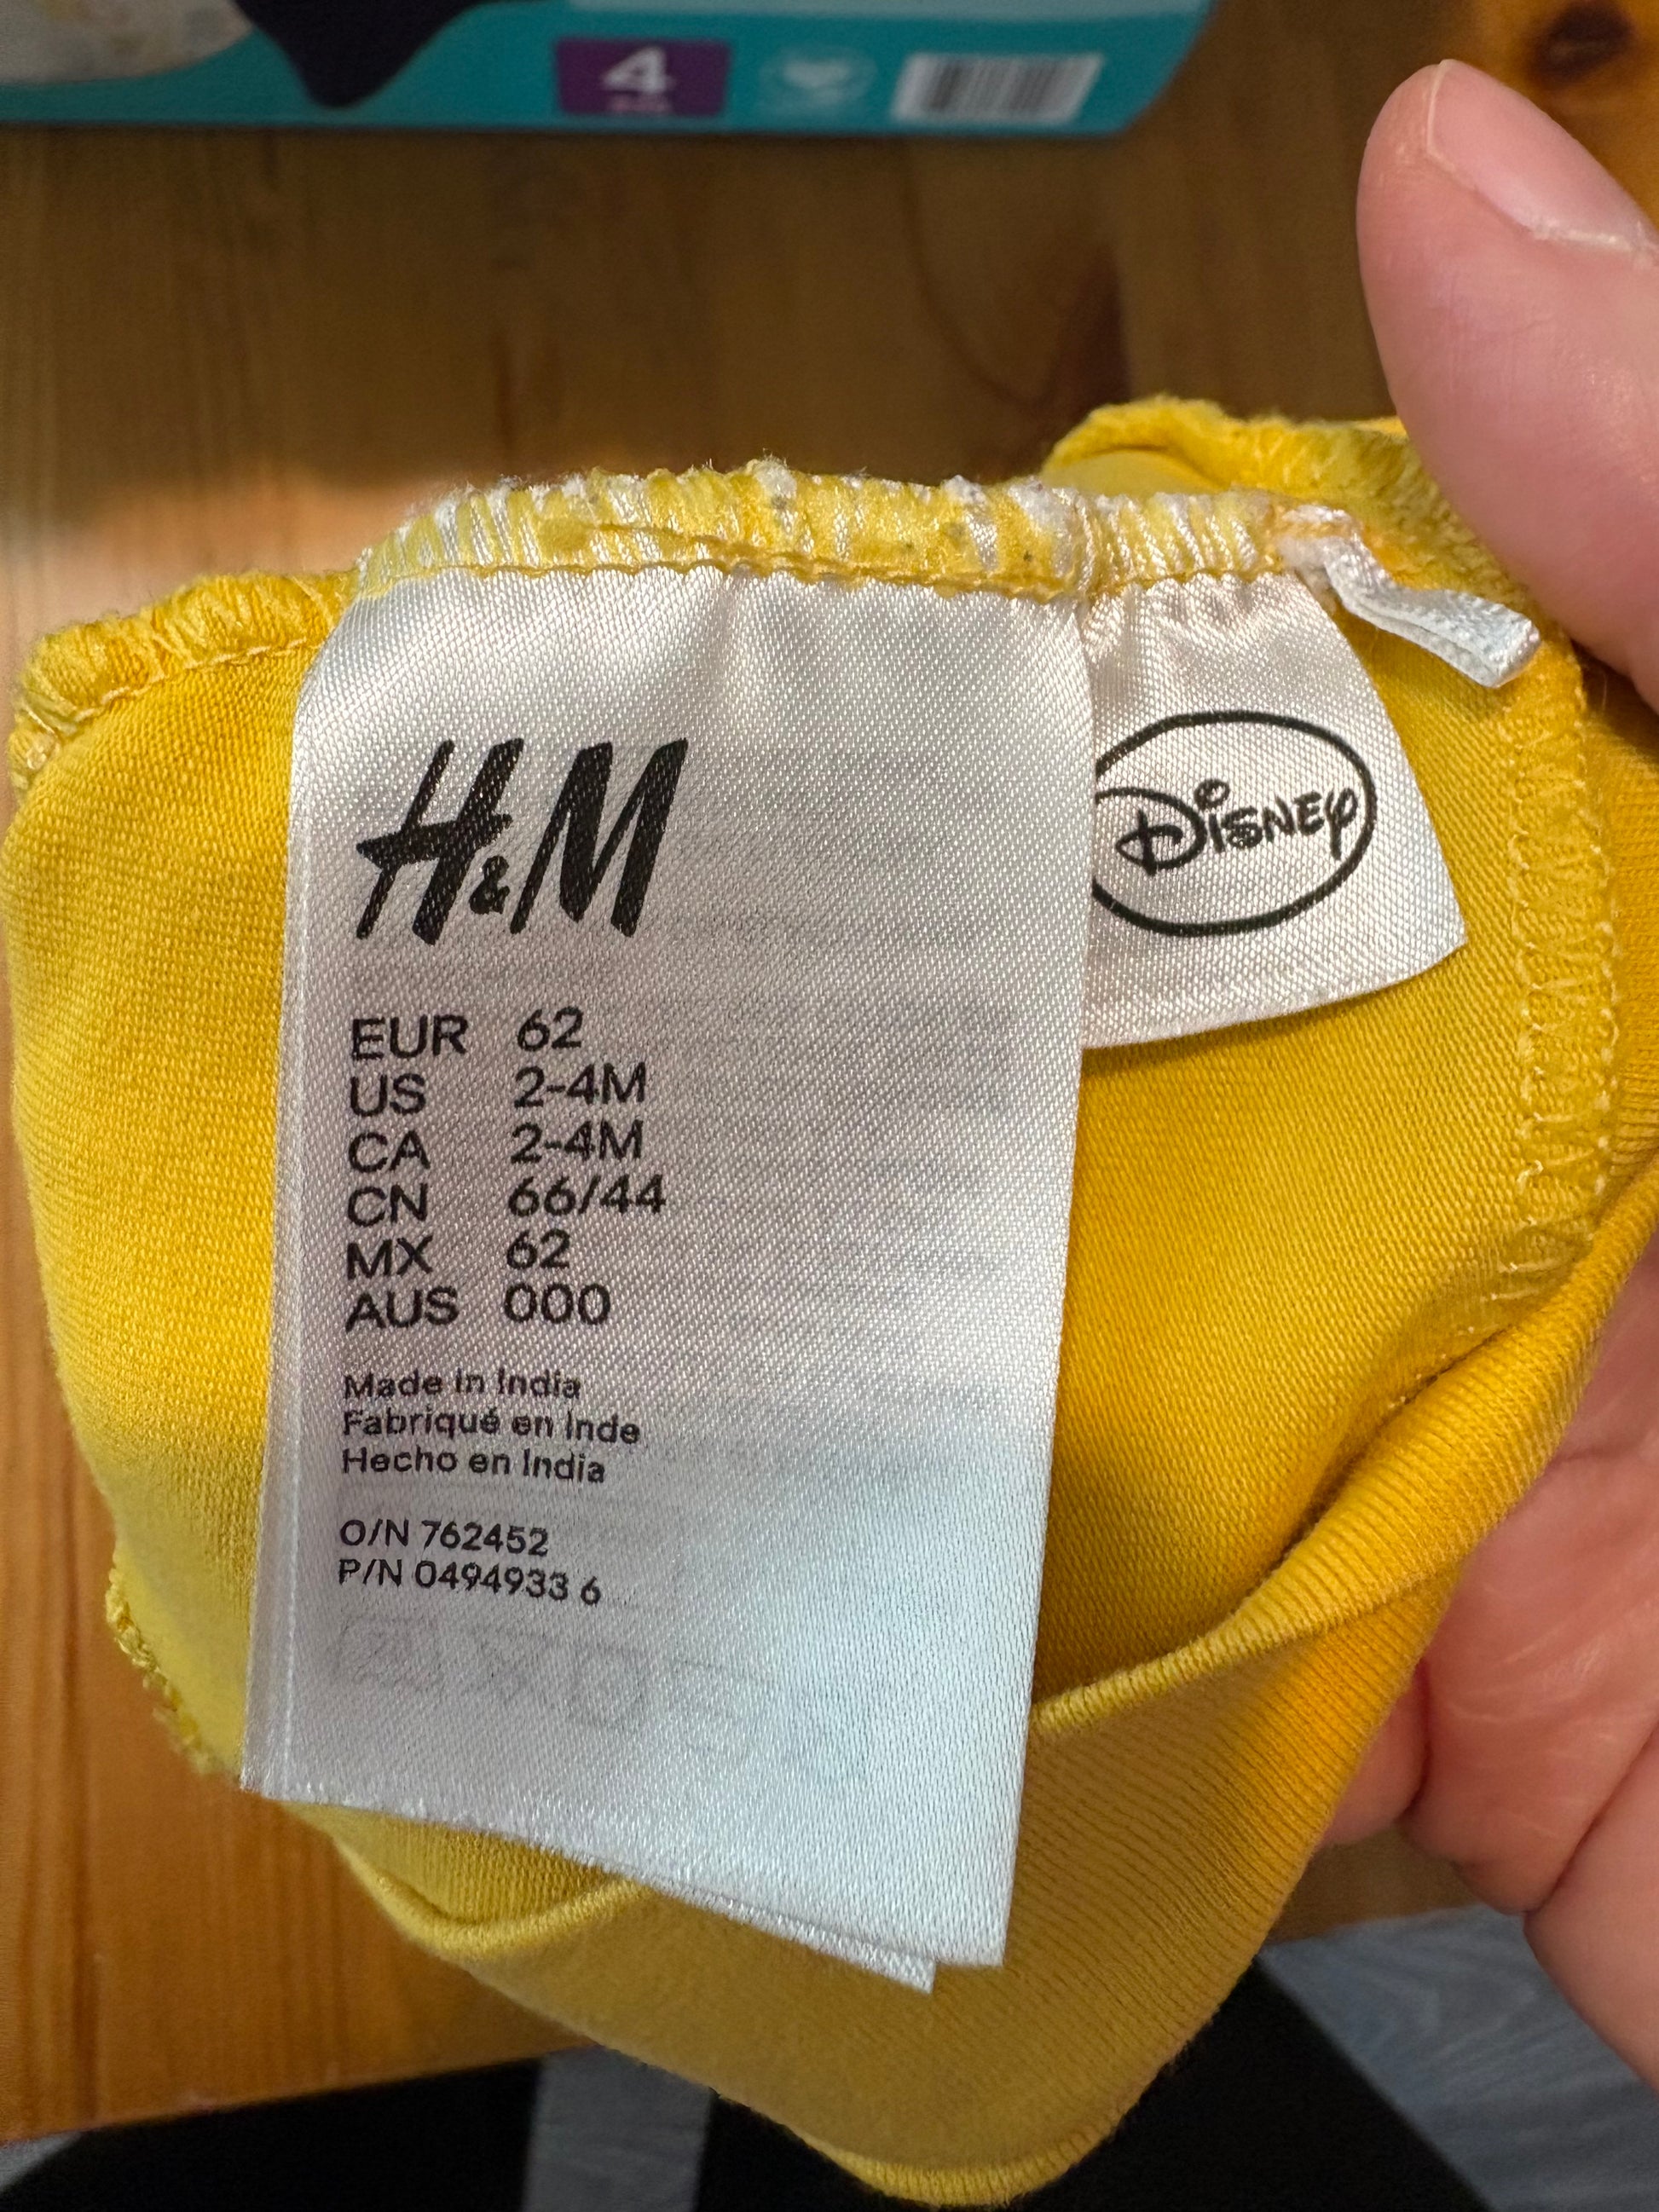 4
H&M
Disney
EUR 62
US 2-4M
CA 2-4M
CN 66/44
MX 62
AUS 000
Made in India
Fabriqué en Inde
Hecho en India
O/N 762452
P/N 0494933 6